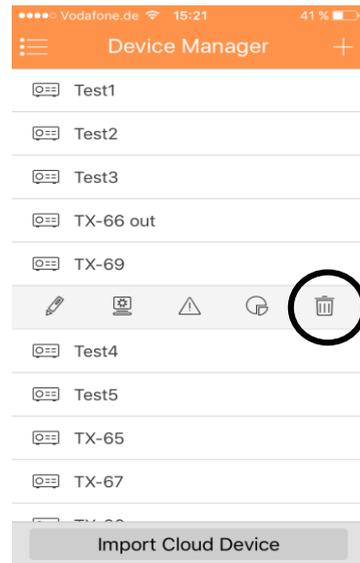 Vodafone.de 15:21 41 %
Device Manager
Test1
Test2
Test3
TX-66 out
TX-69
Test4
Test5
TX-65
TX-67
Import Cloud Device